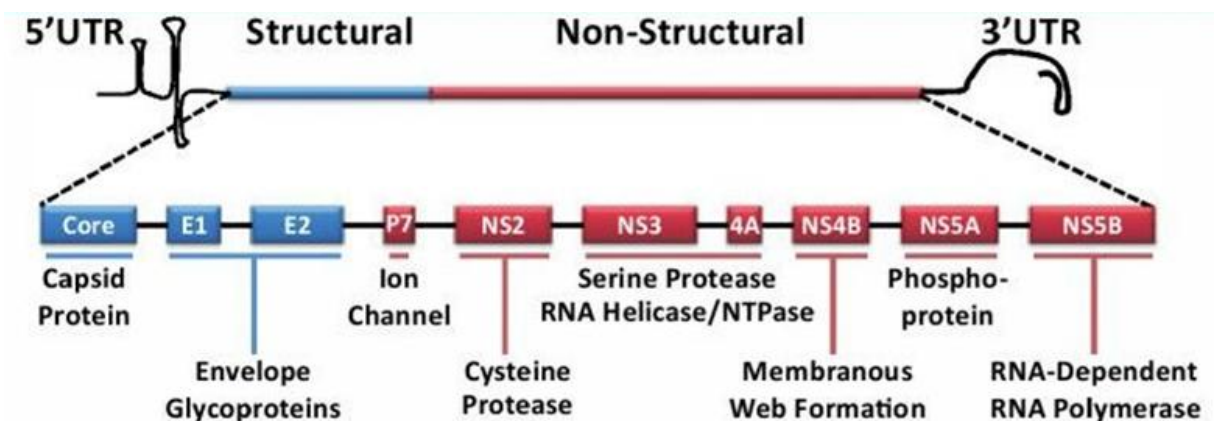 5'UTR Structural Non-Structural 3'UTR
Core E1 E2 P7 NS2 NS3 4A NS4B NS5A NS5B
Capsid
Protein
Ion
Channel
Serine Protease
RNA Helicase/NTPase
Phospho-
protein
Envelope
Glycoproteins
Cysteine
Protease
Membranous
Web Formation
RNA-Dependent
RNA Polymerase